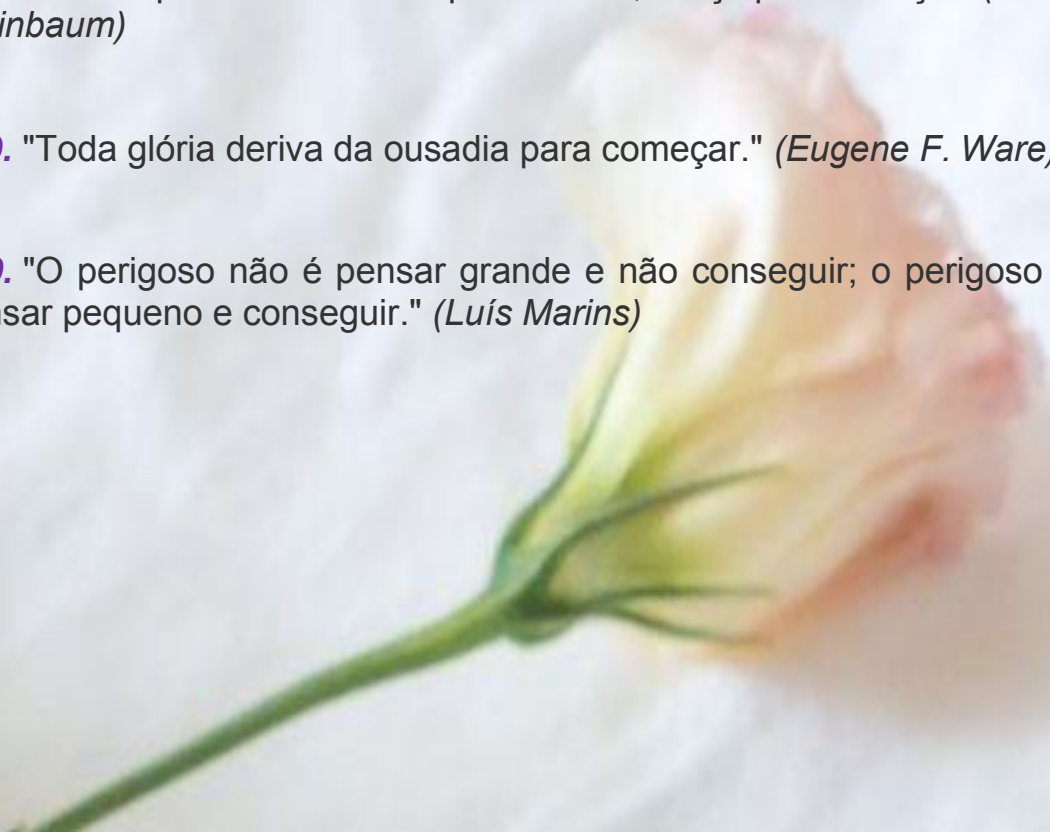 inbaum)
. "Toda glória deriva da ousadia para começar." (Eugene F. Ware)
. "O perigoso não é pensar grande e não conseguir; o perigoso
sar pequeno e conseguir." (Luís Marins)